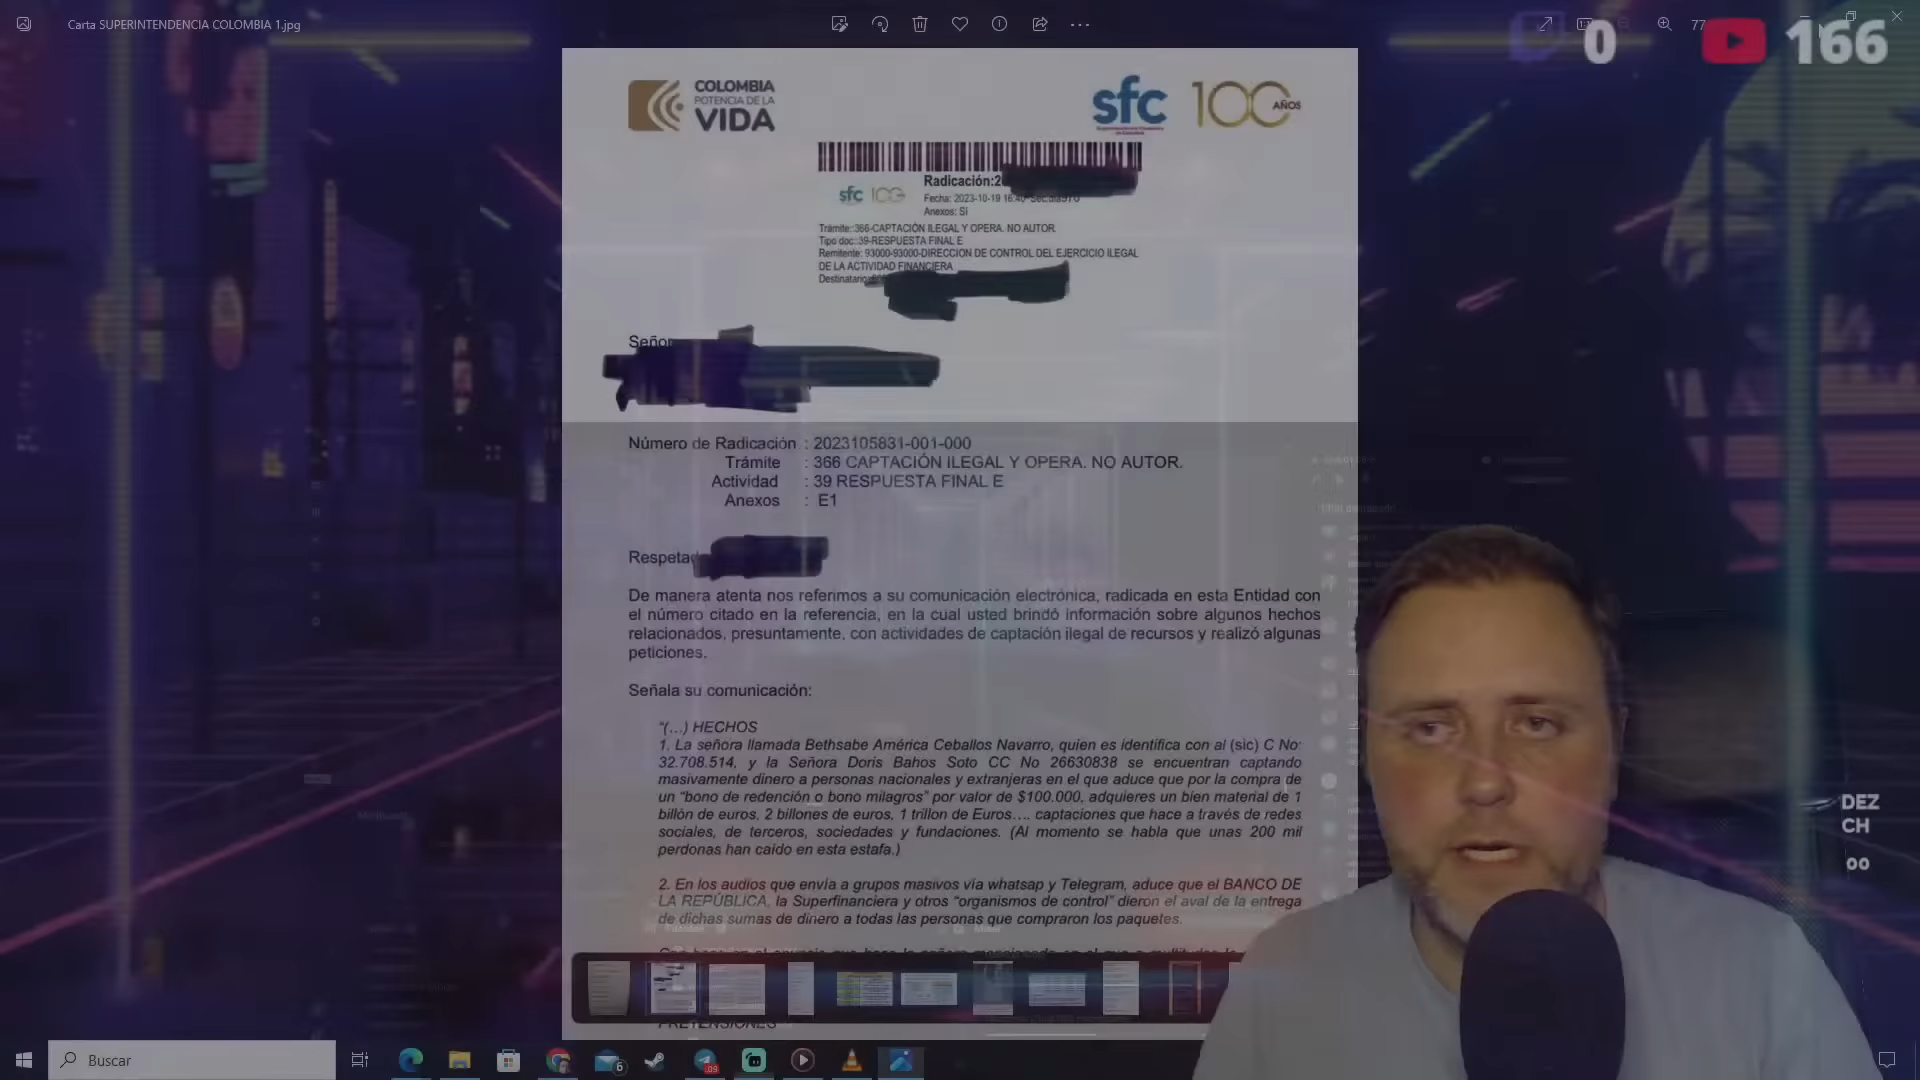 Carta SUPERINTENDENCIA COLOMBIA 1.jpg
77
0
166
COLOMBIA
POTENCIA DE LA
VIDA
sfc
100 AÑOS
Radicación:2
sfc 100
Fecha: 2023-10-19 16:40
Anexos: Sí
Trámite: 366-CAPTACIÓN ILEGAL Y OPERA. NO AUTOR.
Tipo doc: 39-RESPUESTA FINAL E
Remitente: 93000-93000-DIRECCION DE CONTROL DEL EJERCICIO ILEGAL
DE LA ACTIVIDAD FINANCIERA
Destinatario:
Señor
Número de Radicación : 2023105831-001-000
Trámite : 366 CAPTACIÓN ILEGAL Y OPERA. NO AUTOR.
Actividad : 39 RESPUESTA FINAL E
Anexos : E1
Respetad
De manera atenta nos referimos a su comunicación electrónica, radicada en esta Entidad con
el número citado en la referencia, en la cual usted brindó información sobre algunos hechos
relacionados, presuntamente, con actividades de captación ilegal de recursos y realizó algunas
peticiones.
Señala su comunicación:
"(...) HECHOS
1. La señora llamada Bethsabe América Ceballos Navarro, quien es identifica con al (sic) C No:
32.708.514, y la Señora Doris Bahos Soto CC No 26630838 se encuentran captando
masivamente dinero a personas nacionales y extranjeras en el que aduce que por la compra de
un "bono de redención o bono milagros" por valor de $100.000, adquieres un bien material de 1
billón de euros, 2 billones de euros, 1 trillon de Euros.... captaciones que hace a través de redes
sociales, de terceros, sociedades y fundaciones. (Al momento se habla que unas 200 mil
perdonas han caído en esta estafa.)
2. En los audios que envía a grupos masivos vía whatsap y Telegram, aduce que el BANCO DE
LA REPÚBLICA, la Superfinanciera y otros "organismos de control" dieron el aval de la entrega
de dichas sumas de dinero a todas las personas que compraron los paquetes.
PRETENSIONES
DEZ
CH
00
Buscar
6